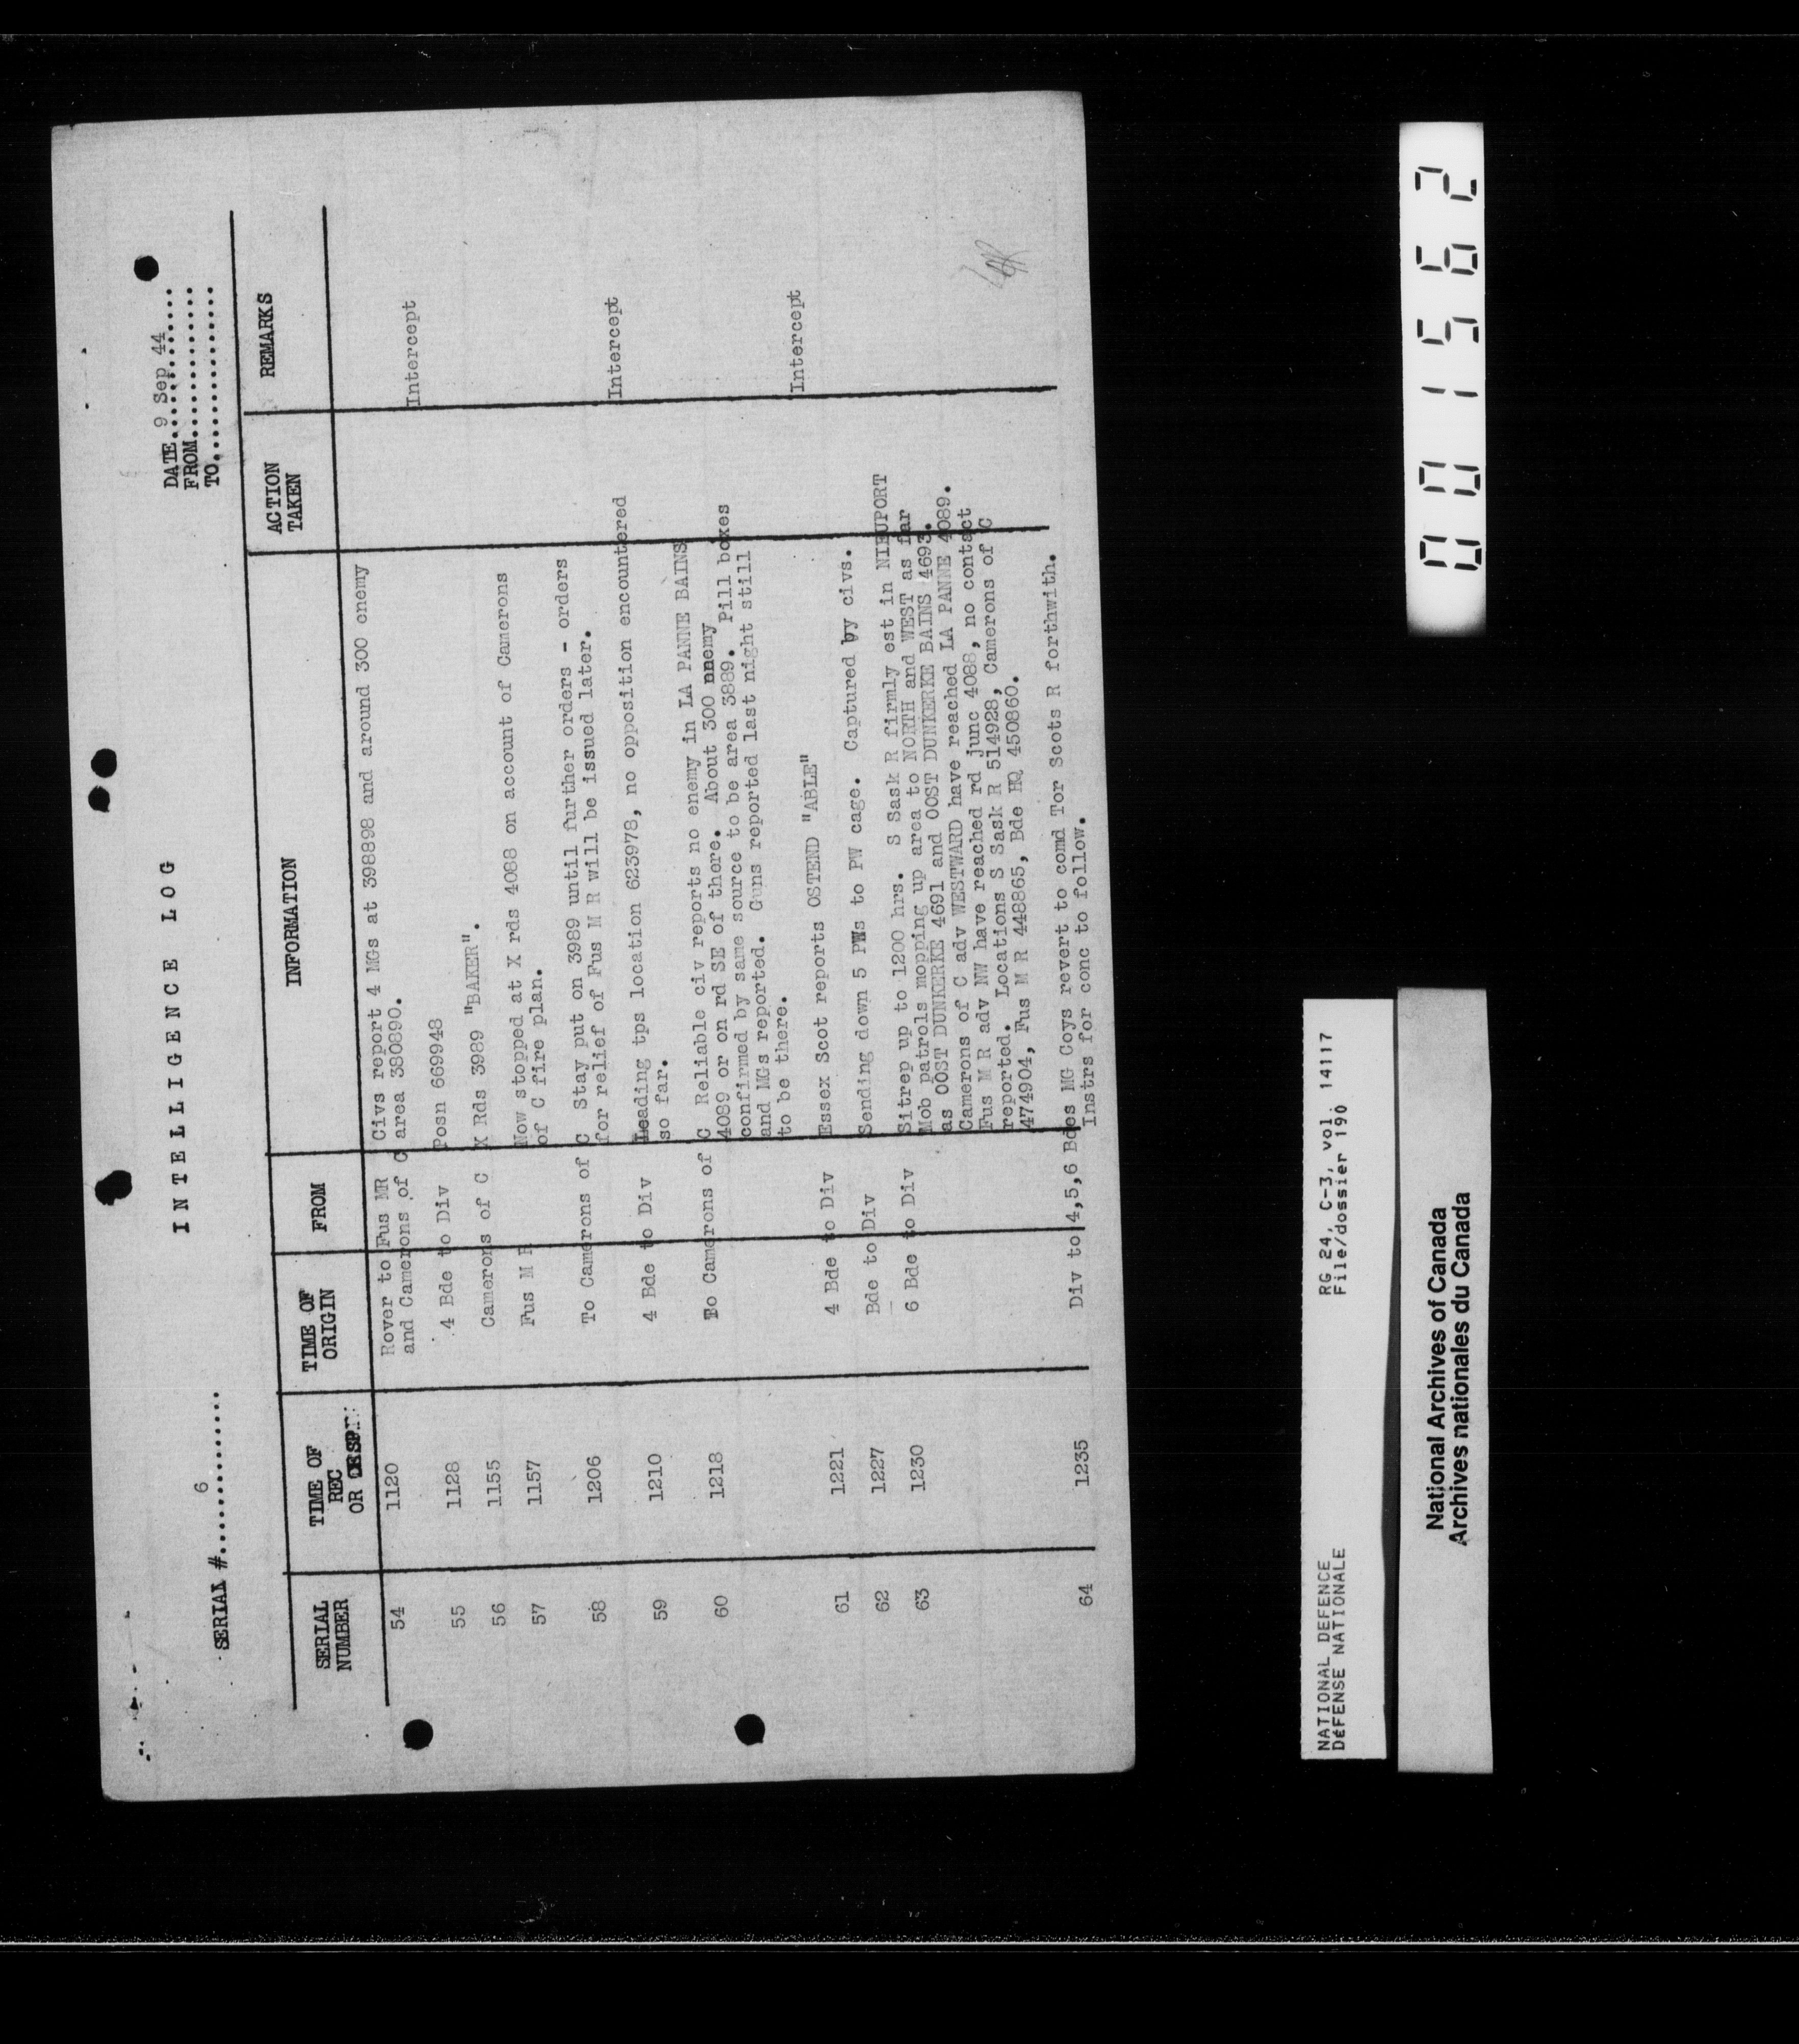 INTELLIGENCE LOG
SERIAL #. 6 ............
DATE. 9 Sep 44 ..........
FROM............
TO..............
SERIAL NUMBER
TIME OF REC OR DESP
TIME OF ORIGIN
FROM
INFORMATION
ACTION TAKEN
REMARKS
54 1120 Rover to Fus MR Civs report 4 MGs at 398898 and around 300 enemy
and Camerons of C area 380890. Intercept
55 1128 4 Bde to Div Posn 669948
56 1155 Camerons of C X Rds 3989 "BAKER".
57 1157 Fus M R Now stopped at X rds 4088 on account of Camerons
of C fire plan.
58 1206 To Camerons of C Stay put on 3989 until further orders - orders
for relief of Fus M R will be issued later. Intercept
59 1210 4 Bde to Div Leading tps location 623978, no opposition encountered
so far.
60 1218 To Camerons of C Reliable civ reports no enemy in LA PANNE BAINS
4089 or on rd SE of there. About 300 nnemy
confirmed by same source to be area 3889. Pill boxes
and MGs reported. Guns reported last night still
to be there. Intercept
61 1221 4 Bde to Div Essex Scot reports OSTEND "ABLE"
62 1227 Bde to Div Sending down 5 PWs to PW cage. Captured by civs.
63 1230 6 Bde to Div Sitrep up to 1200 hrs. S Sask R firmly est in NIEUPORT
Mob patrols mopping up area to NORTH and WEST as far
as OOST DUNKERKE 4691 and OOST DUNKERKE BAINS 4693.
Camerons of C adv WESTWARD have reached LA PANNE 4089.
Fus M R adv NW have reached rd junc 4088, no contact
reported. Locations S Sask R 514928, Camerons of C
474904, Fus M R 448865, Bde HQ 450860.
64 1235 Div to 4,5,6 Bdes MG Coys revert to comd Tor Scots R forthwith.
Instrs for conc to follow.
001562
NATIONAL DEFENCE RG 24, C-3, vol. 14117
DÉFENSE NATIONALE File/dossier 190
National Archives of Canada
Archives nationales du Canada